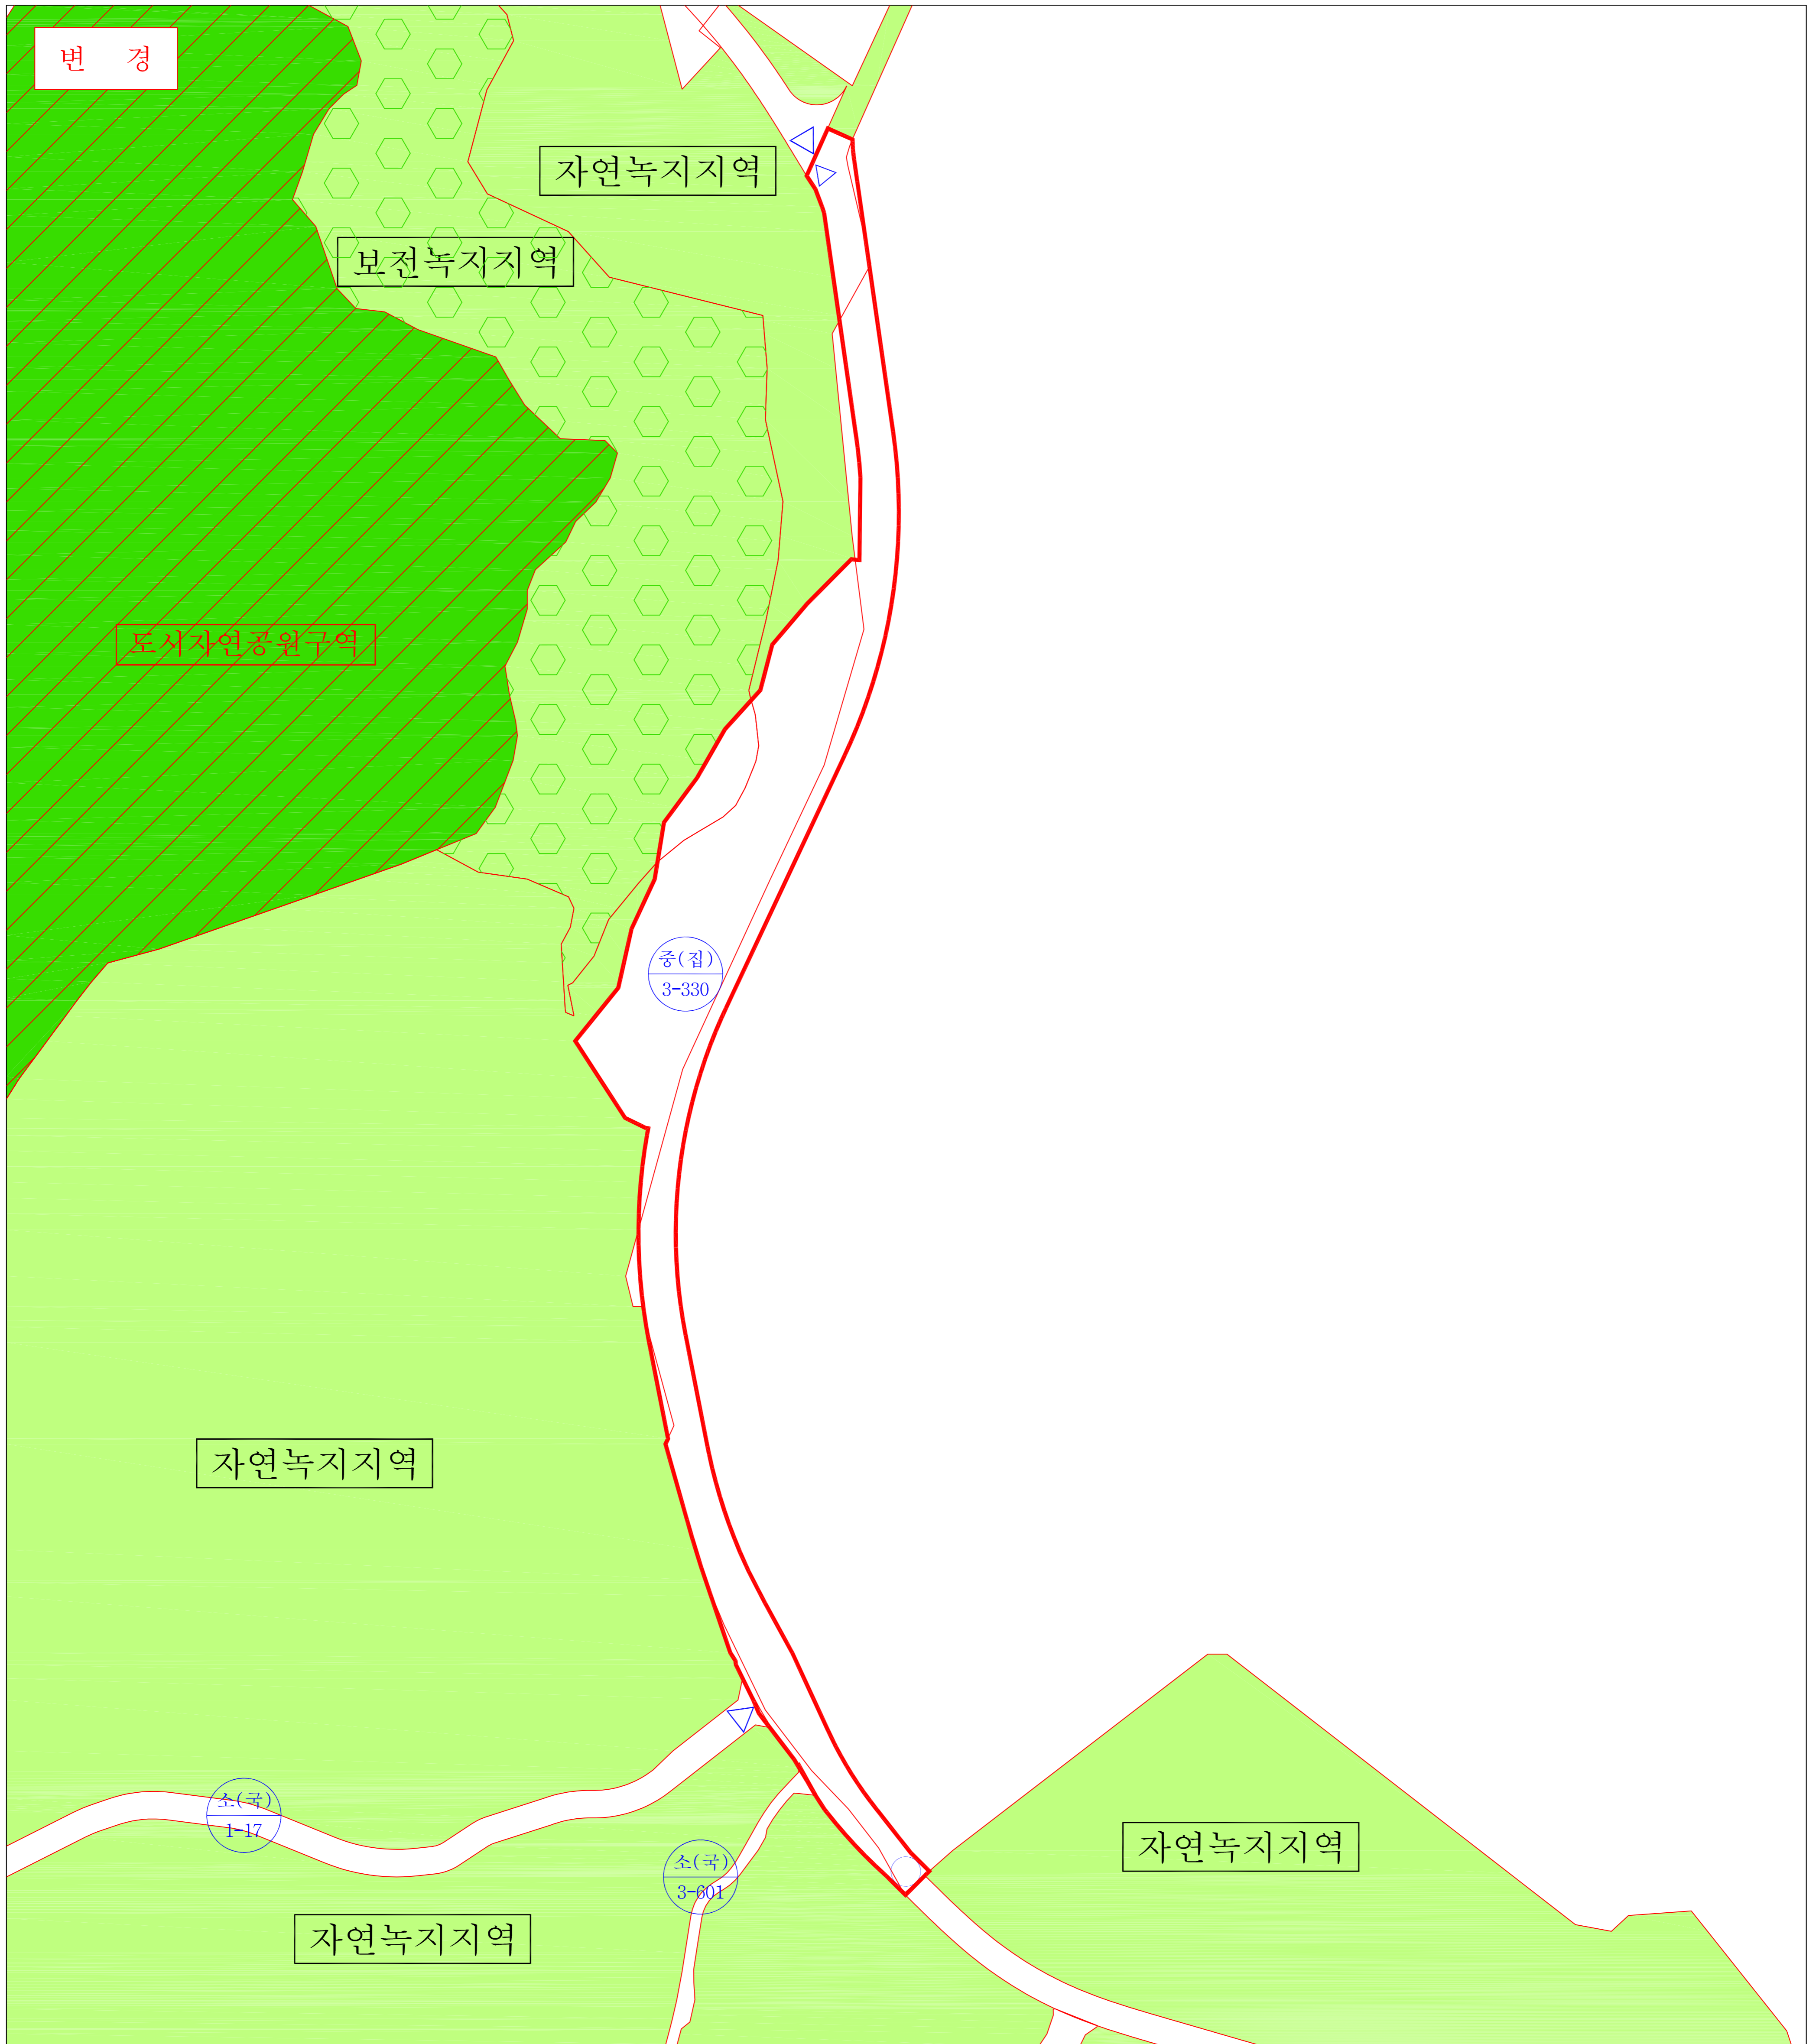 변 경
자연녹지지역
보전녹지지역
도시자연공원구역
중(집)
3-330
자연녹지지역
소(국)
1-17
자연녹지지역
소(국)
3-601
자연녹지지역